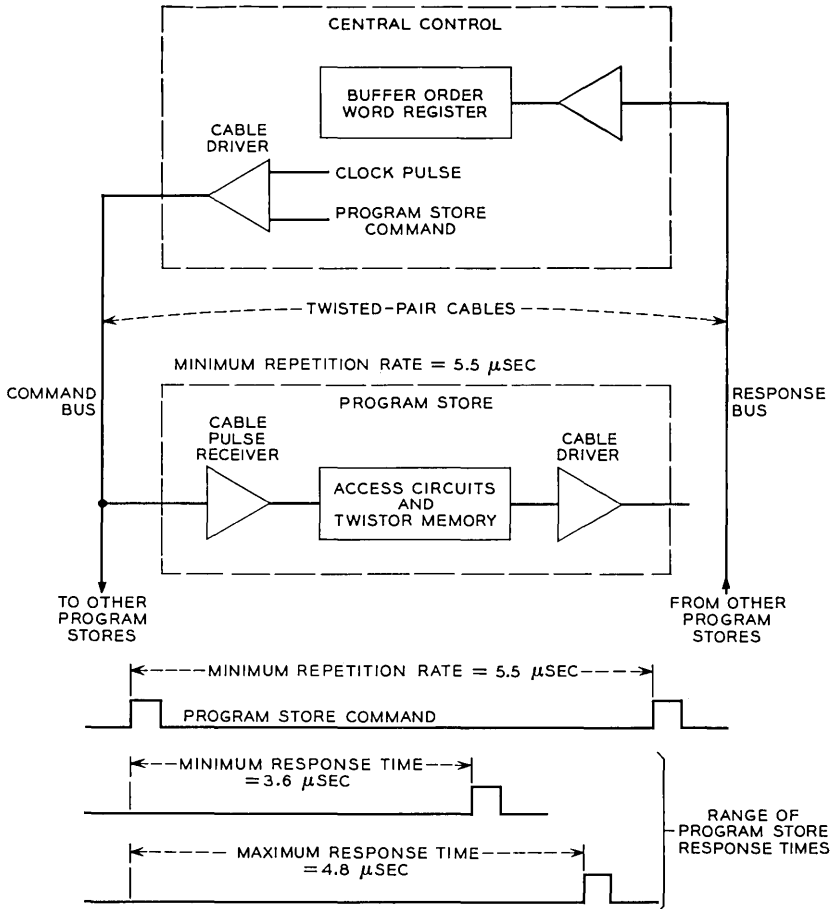 CENTRAL CONTROL
BUFFER ORDER
WORD REGISTER
CABLE
DRIVER
CLOCK PULSE
PROGRAM STORE
COMMAND
TWISTED-PAIR CABLES
MINIMUM REPETITION RATE = 5.5 μSEC
COMMAND
BUS
PROGRAM STORE
RESPONSE
BUS
CABLE
PULSE
RECEIVER
ACCESS CIRCUITS
AND
TWISTOR MEMORY
CABLE
DRIVER
TO OTHER
PROGRAM
STORES
FROM OTHER
PROGRAM
STORES
MINIMUM REPETITION RATE = 5.5 μSEC
PROGRAM STORE COMMAND
MINIMUM RESPONSE TIME
= 3.6 μSEC
MAXIMUM RESPONSE TIME
= 4.8 μSEC
RANGE OF
PROGRAM STORE
RESPONSE TIMES